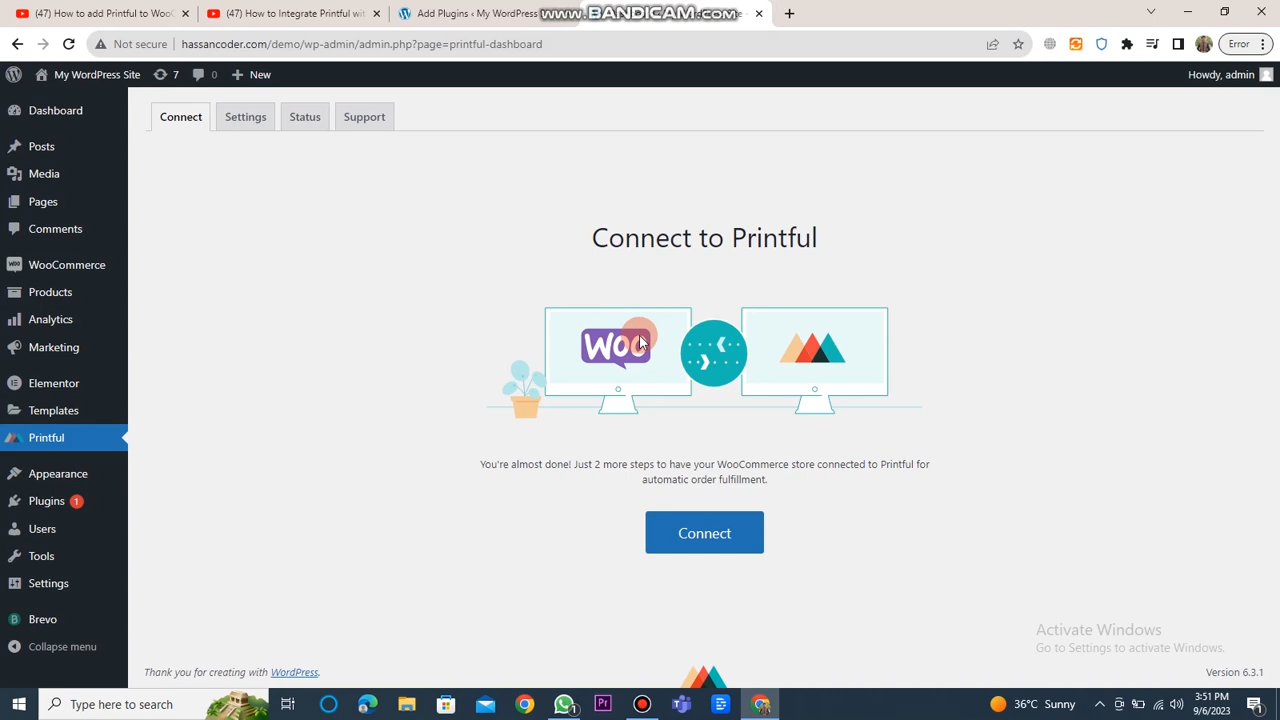 (47) How to add Printful to WooC
(47) How to Integrate Printful with
Add Plugins ‹ My WordPress
www.BANDICAM.com
Not secure
hassancoder.com/demo/wp-admin/admin.php?page=printful-dashboard
Error
My WordPress Site
7
0
New
Howdy, admin
Dashboard
Posts
Media
Pages
Comments
WooCommerce
Products
Analytics
Marketing
Elementor
Templates
Printful
Appearance
Plugins 1
Users
Tools
Settings
Brevo
Collapse menu
Connect
Settings
Status
Support
Connect to Printful
Woo
You're almost done! Just 2 more steps to have your WooCommerce store connected to Printful for
automatic order fulfillment.
Connect
Activate Windows
Go to Settings to activate Windows.
Thank you for creating with WordPress.
Version 6.3.1
Type here to search
36°C Sunny
3:51 PM
9/6/2023